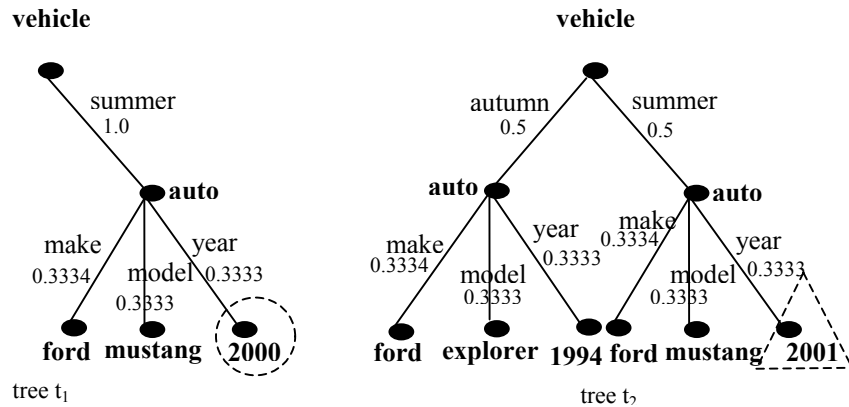 vehicle
vehicle
summer
1.0
autumn
0.5
summer
0.5
auto
auto
auto
make
0.3334
model
0.3333
year
0.3333
make
0.3334
model
0.3333
year
0.3333
make
0.3334
model
0.3333
year
0.3333
ford
mustang
2000
ford
explorer
1994
ford
mustang
2001
tree t₁
tree t₂